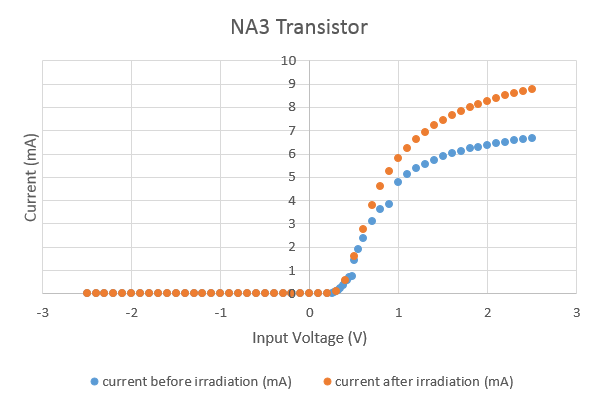 NA3 Transistor
10
9
8
7
6
5
4
3
2
1
0
-3 -2 -1 0 1 2 3
Current (mA)
Input Voltage (V)
current before irradiation (mA) current after irradiation (mA)